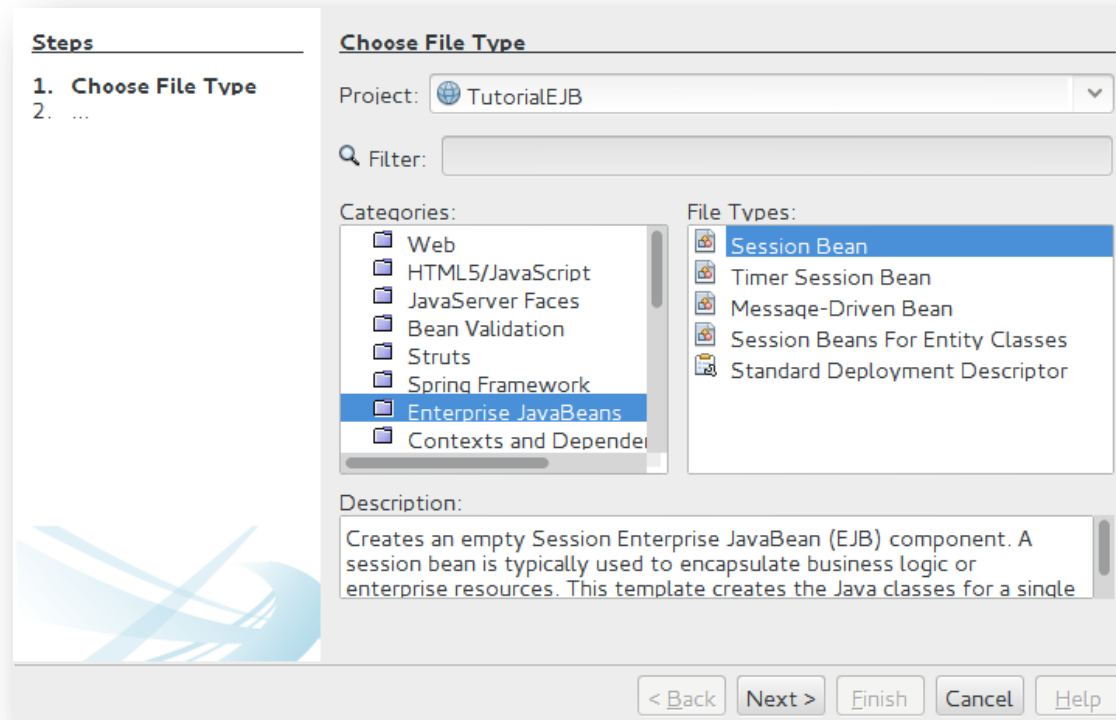 Steps
1. Choose File Type
2. ...
Choose File Type
Project: TutorialEJB
Filter:
Categories:
Web
HTML5/JavaScript
JavaServer Faces
Bean Validation
Struts
Spring Framework
Enterprise JavaBeans
Contexts and Depende
File Types:
Session Bean
Timer Session Bean
Message-Driven Bean
Session Beans For Entity Classes
Standard Deployment Descriptor
Description:
Creates an empty Session Enterprise JavaBean (EJB) component. A
session bean is typically used to encapsulate business logic or
enterprise resources. This template creates the Java classes for a single
< Back
Next >
Finish
Cancel
Help